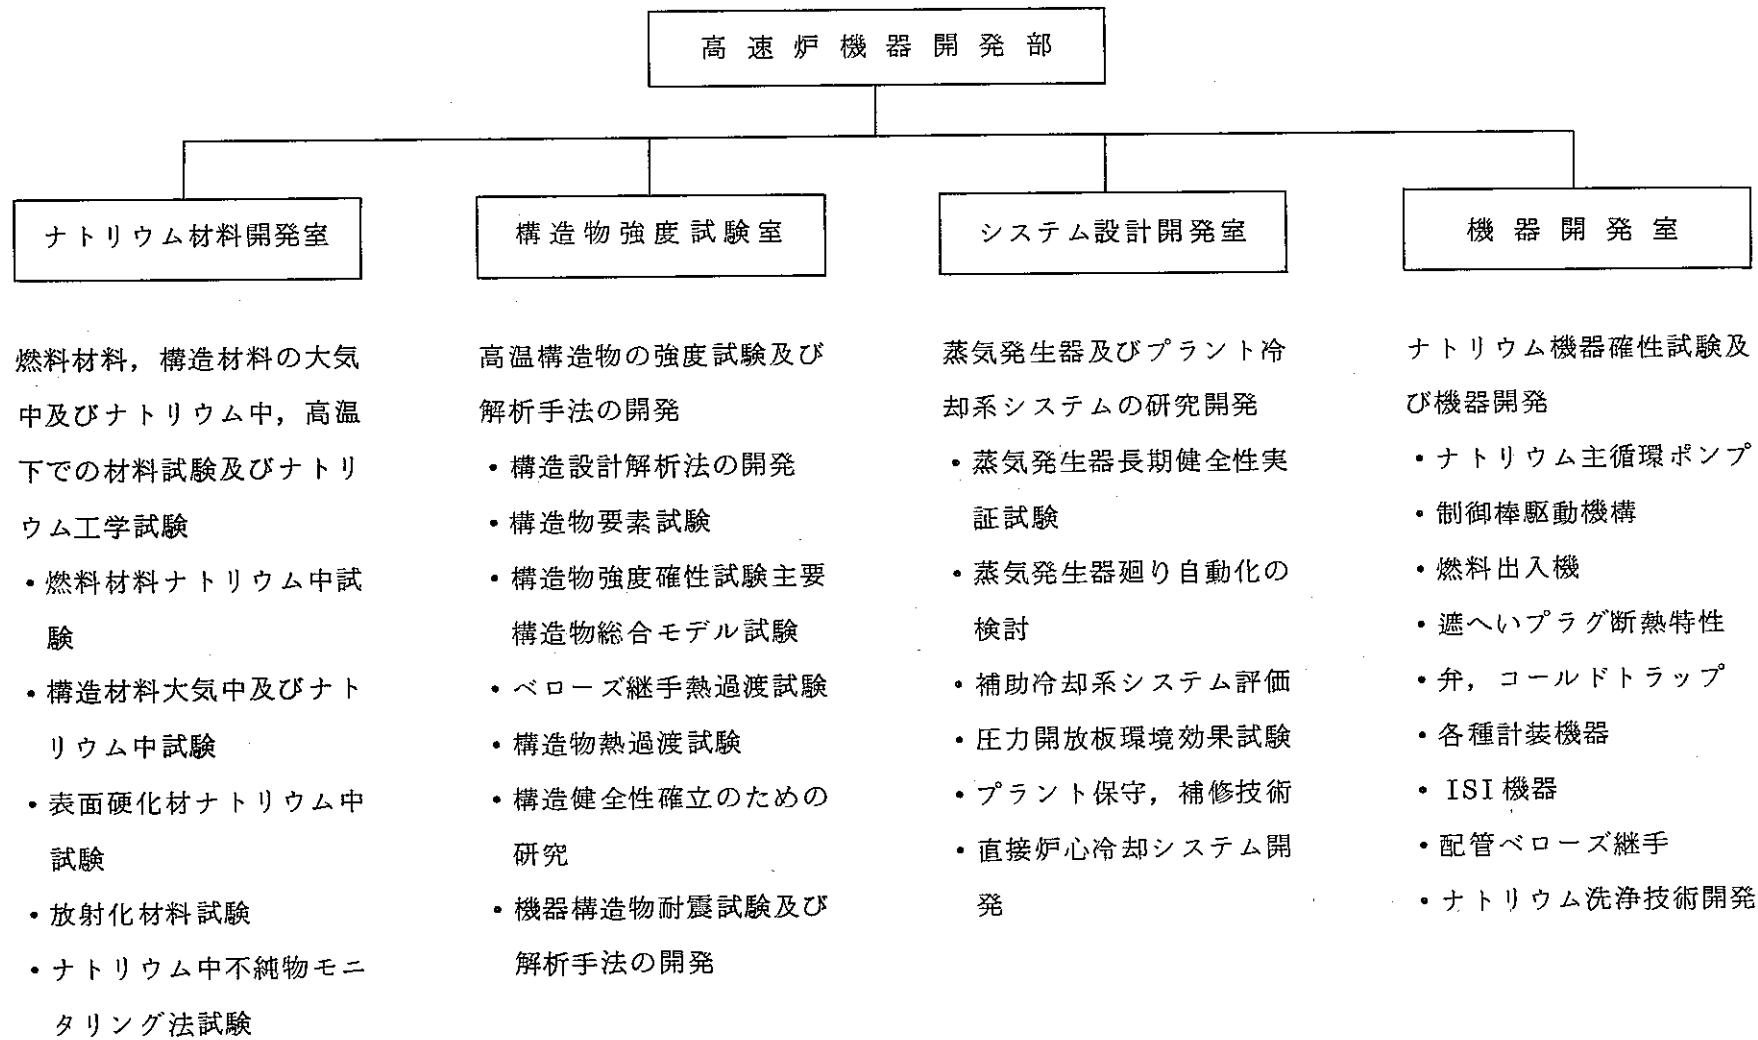 高速炉機器開発部
ナトリウム材料開発室
燃料材料，構造材料の大気
中及びナトリウム中，高温
下での材料試験及びナトリ
ウム工学試験
・燃料材料ナトリウム中試
験
・構造材料大気中及びナト
リウム中試験
・表面硬化材ナトリウム中
試験
・放射化材料試験
・ナトリウム中不純物モニ
タリング法試験
構造物強度試験室
高温構造物の強度試験及び
解析手法の開発
・構造設計解析法の開発
・構造物要素試験
・構造物強度確性試験主要
構造物総合モデル試験
・ベローズ継手熱過渡試験
・構造物熱過渡試験
・構造健全性確立のための
研究
・機器構造物耐震試験及び
解析手法の開発
システム設計開発室
蒸気発生器及びプラント冷
却系システムの研究開発
・蒸気発生器長期健全性実
証試験
・蒸気発生器廻り自動化の
検討
・補助冷却系システム評価
・圧力開放板環境効果試験
・プラント保守，補修技術
・直接炉心冷却システム開
発
機器開発室
ナトリウム機器確性試験及
び機器開発
・ナトリウム主循環ポンプ
・制御棒駆動機構
・燃料出入機
・遮へいプラグ断熱特性
・弁，コールドトラップ
・各種計装機器
・ISI機器
・配管ベローズ継手
・ナトリウム洗浄技術開発